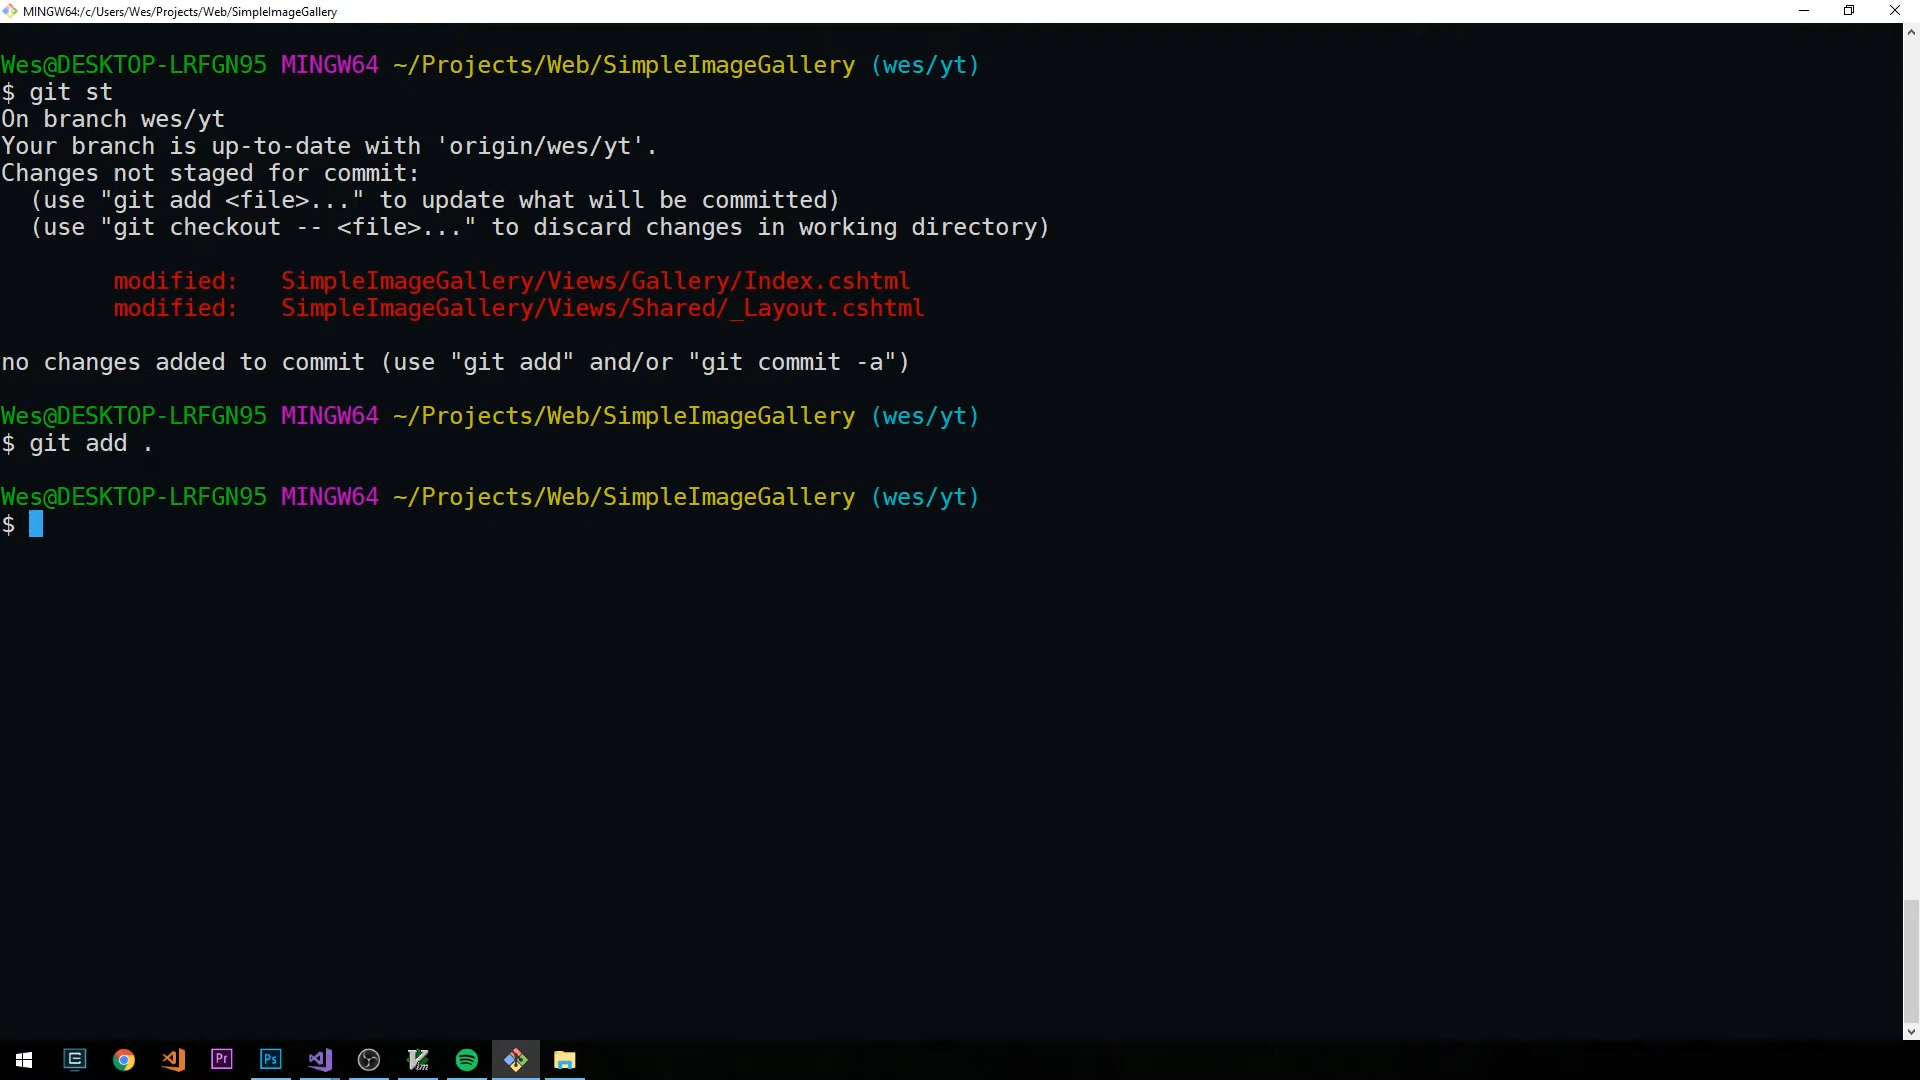 MINGW64:/c/Users/Wes/Projects/Web/SimpleImageGallery
Wes@DESKTOP-LRFGN95 MINGW64 ~/Projects/Web/SimpleImageGallery (wes/yt)
$ git st
On branch wes/yt
Your branch is up-to-date with 'origin/wes/yt'.
Changes not staged for commit:
  (use "git add <file>..." to update what will be committed)
  (use "git checkout -- <file>..." to discard changes in working directory)
        modified:   SimpleImageGallery/Views/Gallery/Index.cshtml
        modified:   SimpleImageGallery/Views/Shared/_Layout.cshtml
no changes added to commit (use "git add" and/or "git commit -a")
Wes@DESKTOP-LRFGN95 MINGW64 ~/Projects/Web/SimpleImageGallery (wes/yt)
$ git add .
Wes@DESKTOP-LRFGN95 MINGW64 ~/Projects/Web/SimpleImageGallery (wes/yt)
$
Pr Ps Vim